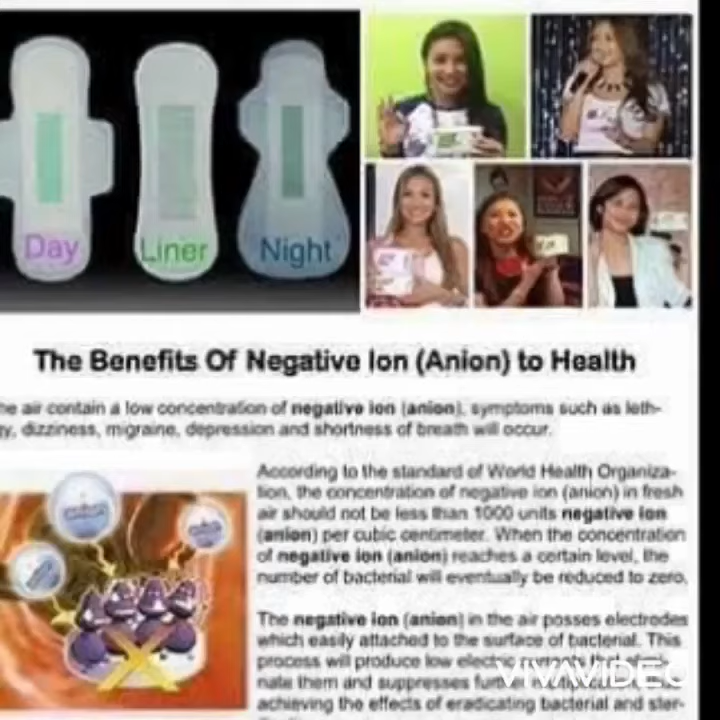 Day
Liner
Night
The Benefits Of Negative Ion (Anion) to Health
he air contain a low concentration of negative ion (anion), symptoms such as leth-
gy, dizziness, migraine, depression and shortness of breath will occur.
According to the standard of World Health Organiza-
tion, the concentration of negative ion (anion) in fresh
air should not be less than 1000 units negative ion
(anion) per cubic centimeter. When the concentration
of negative ion (anion) reaches a certain level, the
number of bacterial will eventually be reduced to zero.
The negative ion (anion) in the air posses electrodes
which easily attached to the surface of bacterial. This
process will produce low electric
nate them and suppresses
achieving the effects of eradicating bacterial and ster-
VIVAVIDEO